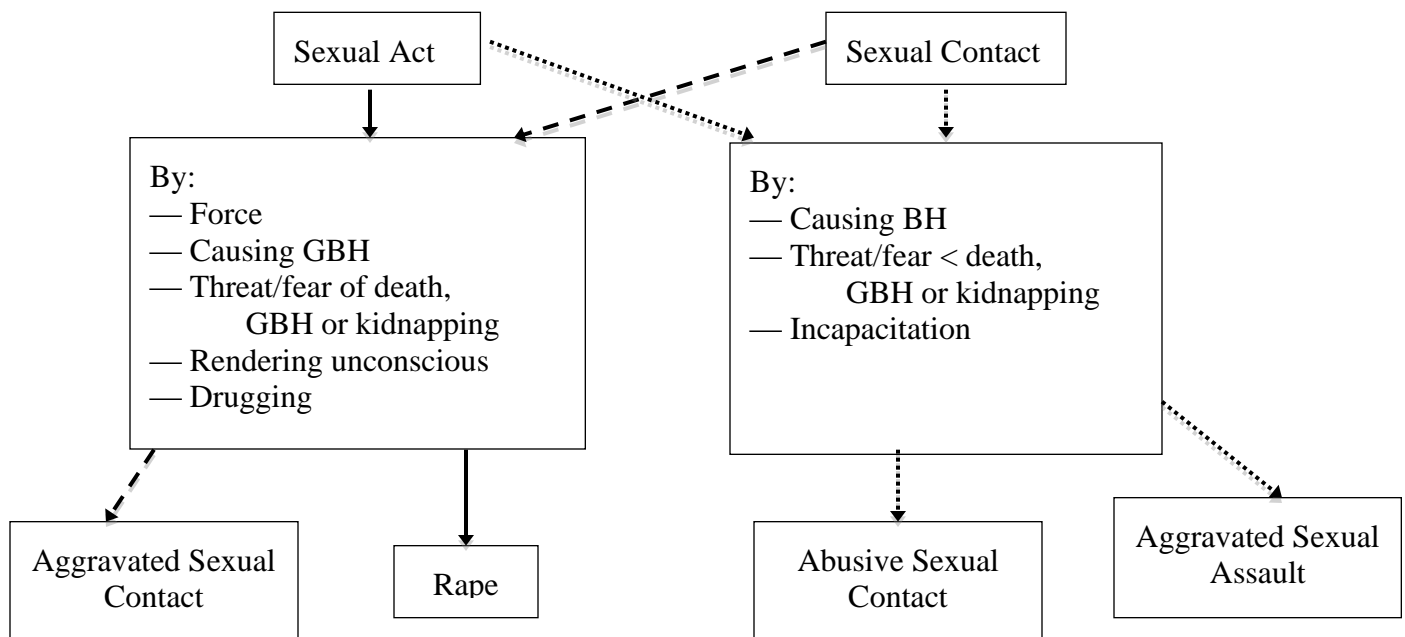 Sexual Act
Sexual Contact
By:
— Force
— Causing GBH
— Threat/fear of death,
GBH or kidnapping
— Rendering unconscious
— Drugging
By:
— Causing BH
— Threat/fear < death,
GBH or kidnapping
— Incapacitation
Aggravated Sexual
Contact
Rape
Abusive Sexual
Contact
Aggravated Sexual
Assault